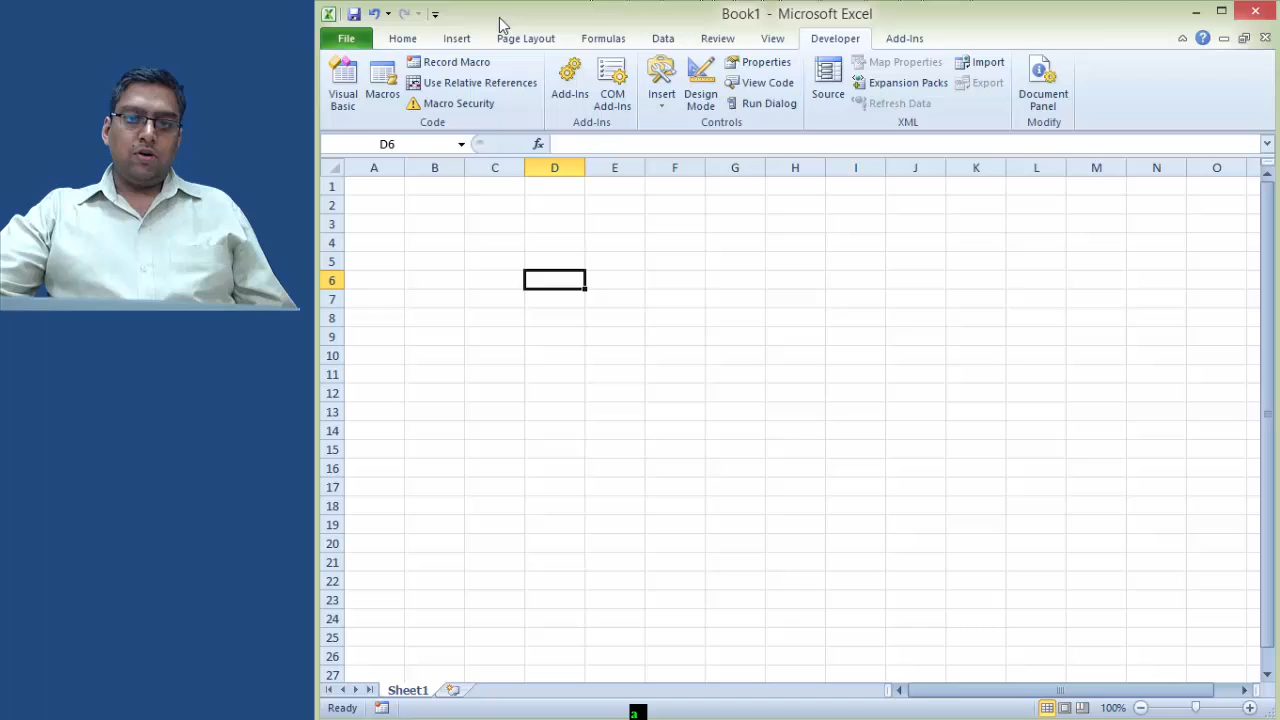 Book1 - Microsoft Excel
File Home Insert Page Layout Formulas Data Review View Developer Add-Ins
Visual Basic
Macros
Record Macro
Use Relative References
Macro Security
Code
Add-Ins
COM Add-Ins
Add-Ins
Insert
Design Mode
Properties
View Code
Run Dialog
Controls
Source
Map Properties
Expansion Packs
Refresh Data
Import
Export
XML
Document Panel
Modify
D6 fx
A B C D E F G H I J K L M N O
1
2
3
4
5
6
7
8
9
10
11
12
13
14
15
16
17
18
19
20
21
22
23
24
25
26
27
Sheet1
Ready 100%
a